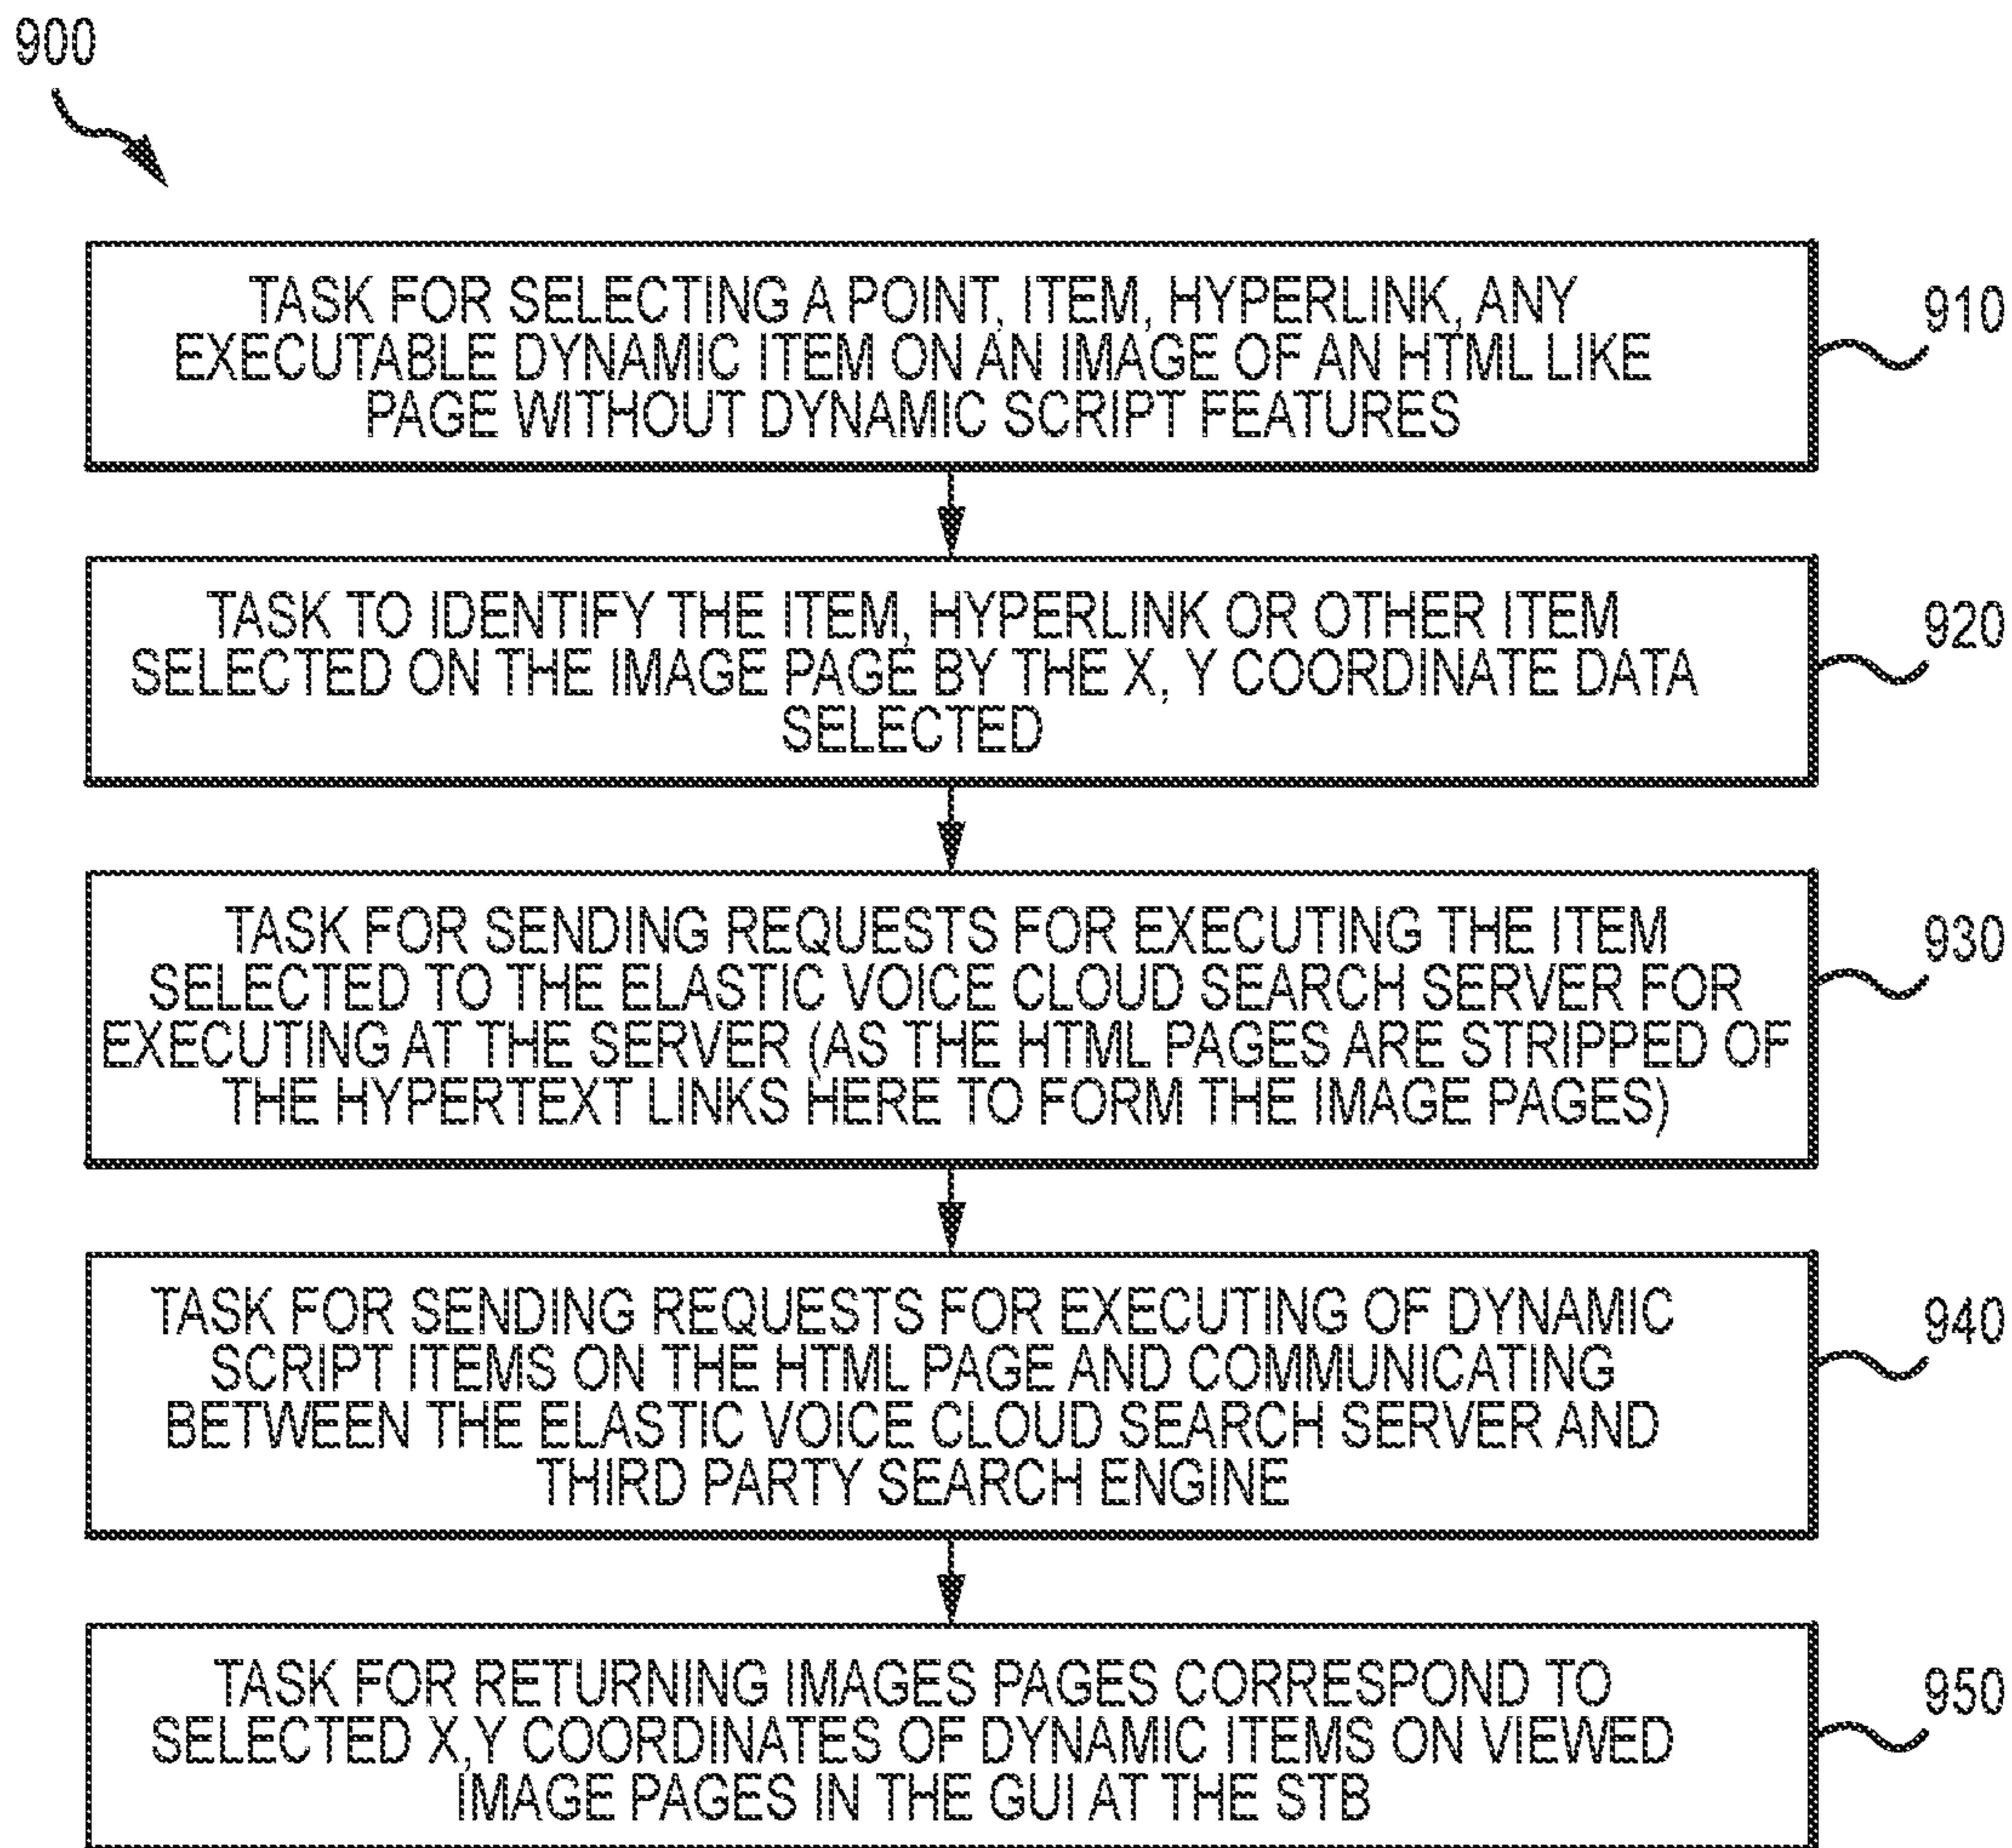 900
TASK FOR SELECTING A POINT, ITEM, HYPERLINK, ANY
EXECUTABLE DYNAMIC ITEM ON AN IMAGE OF AN HTML LIKE
PAGE WITHOUT DYNAMIC SCRIPT FEATURES
910
TASK TO IDENTIFY THE ITEM, HYPERLINK OR OTHER ITEM
SELECTED ON THE IMAGE PAGE BY THE X, Y COORDINATE DATA
SELECTED
920
TASK FOR SENDING REQUESTS FOR EXECUTING THE ITEM
SELECTED TO THE ELASTIC VOICE CLOUD SEARCH SERVER FOR
EXECUTING AT THE SERVER (AS THE HTML PAGES ARE STRIPPED OF
THE HYPERTEXT LINKS HERE TO FORM THE IMAGE PAGES)
930
TASK FOR SENDING REQUESTS FOR EXECUTING OF DYNAMIC
SCRIPT ITEMS ON THE HTML PAGE AND COMMUNICATING
BETWEEN THE ELASTIC VOICE CLOUD SEARCH SERVER AND
THIRD PARTY SEARCH ENGINE
940
TASK FOR RETURNING IMAGES PAGES CORRESPOND TO
SELECTED X,Y COORDINATES OF DYNAMIC ITEMS ON VIEWED
IMAGE PAGES IN THE GUI AT THE STB
950